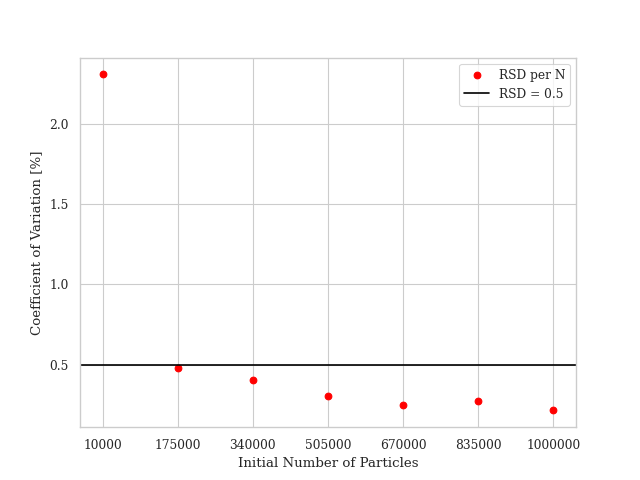 RSD per N
RSD = 0.5
Coefficient of Variation [%]
2.0
1.5
1.0
0.5
10000 175000 340000 505000 670000 835000 1000000
Initial Number of Particles